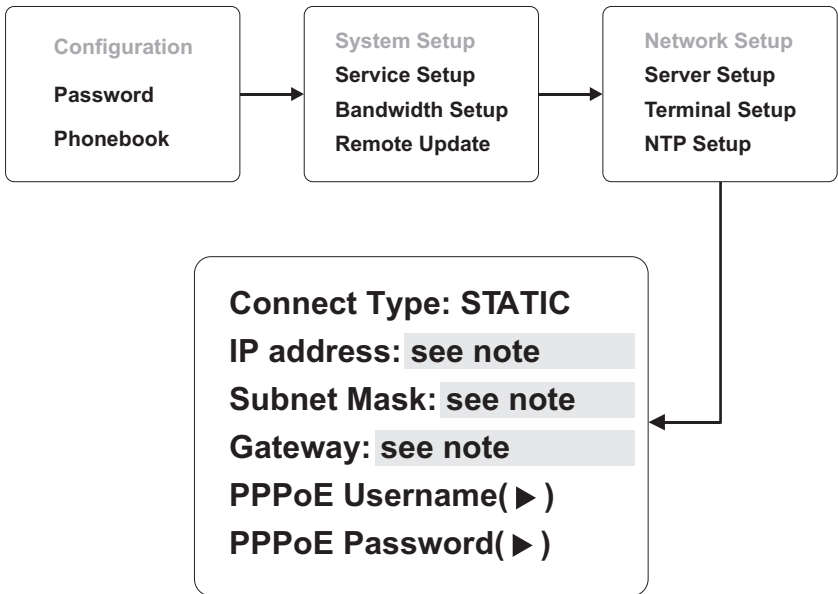 Configuration
Password
Phonebook
System Setup
Service Setup
Bandwidth Setup
Remote Update
Network Setup
Server Setup
Terminal Setup
NTP Setup
Connect Type: STATIC
IP address: see note
Subnet Mask: see note
Gateway: see note
PPPoE Username(▶)
PPPoE Password(▶)